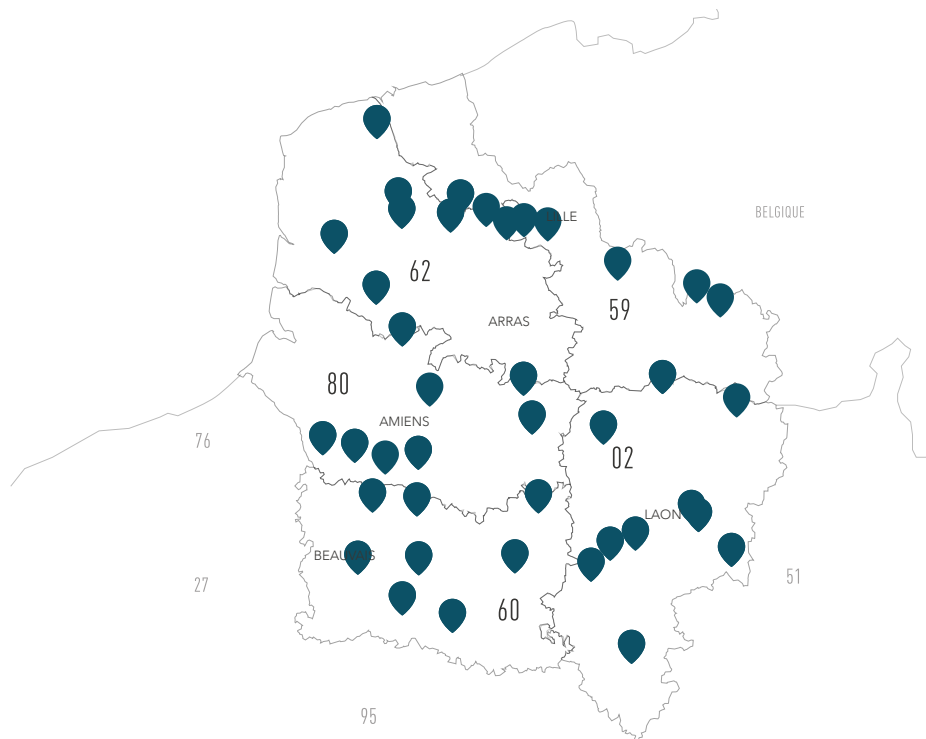 BELGIQUE
LILLE
62
59
ARRAS
80
AMIENS
76
02
LAON
BEAUVAIS
51
27
60
95